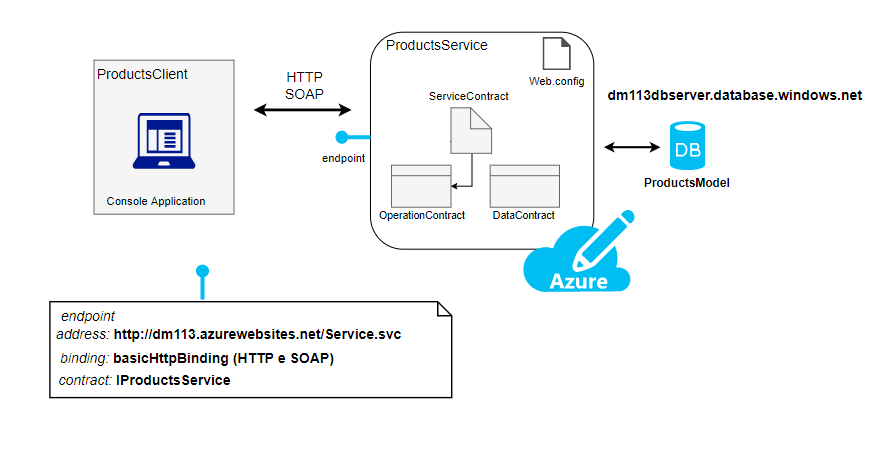 ProductsClient
Console Application
HTTP
SOAP
ProductsService
Web.config
ServiceContract
endpoint
OperationContract
DataContract
Azure
dm113dbserver.database.windows.net
DB
ProductsModel
endpoint
address: http://dm113.azurewebsites.net/Service.svc
binding: basicHttpBinding (HTTP e SOAP)
contract: IProductsService